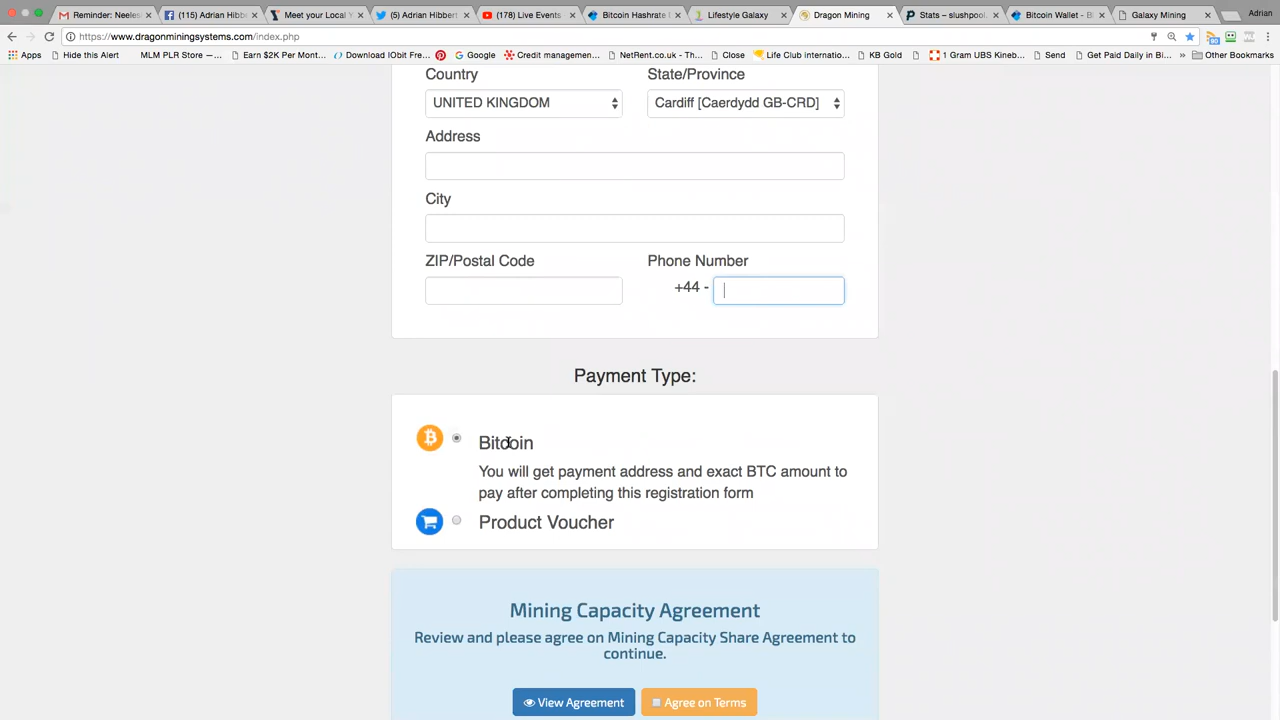 Reminder: Neeles
(115) Adrian Hibb
Meet your Local Y
(5) Adrian Hibbert
(178) Live Events
Bitcoin Hashrate
Lifestyle Galaxy
Dragon Mining
Stats – slushpool.
Bitcoin Wallet - B
Galaxy Mining
Adrian
https://www.dragonminingsystems.com/index.php
Apps
Hide this Alert
MLM PLR Store –...
Earn $2K Per Mont...
Download IObit Fre...
Google
Credit managemen...
NetRent.co.uk - T...
Close
Life Club internatio...
KB Gold
1 Gram UBS Kineb...
Send
Get Paid Daily in Bi...
»
Other Bookmarks
Country
State/Province
UNITED KINGDOM
Cardiff [Caerdydd GB-CRD]
Address
City
ZIP/Postal Code
Phone Number
+44 -
Payment Type:
Bitcoin
You will get payment address and exact BTC amount to
pay after completing this registration form
Product Voucher
Mining Capacity Agreement
Review and please agree on Mining Capacity Share Agreement to
continue.
View Agreement
Agree on Terms